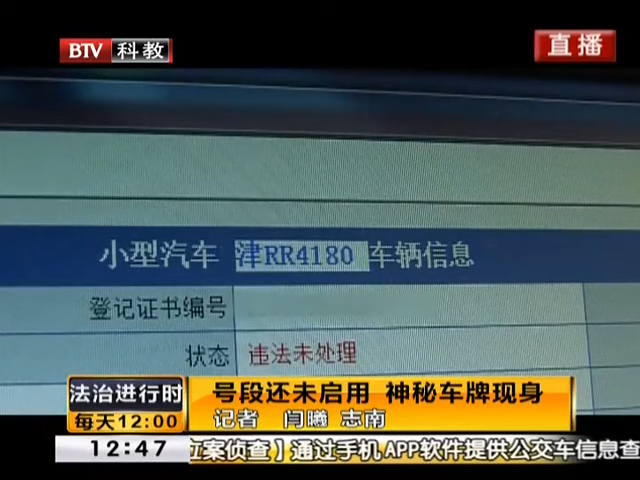 BTV 科教
直播
小型汽车 津RR4180 车辆信息
登记证书编号
状态 违法未处理
法治进行时
每天12:00
号段还未启用 神秘车牌现身
记者 闫曦 志南
12:47
立案侦查】通过手机APP软件提供公交车信息查